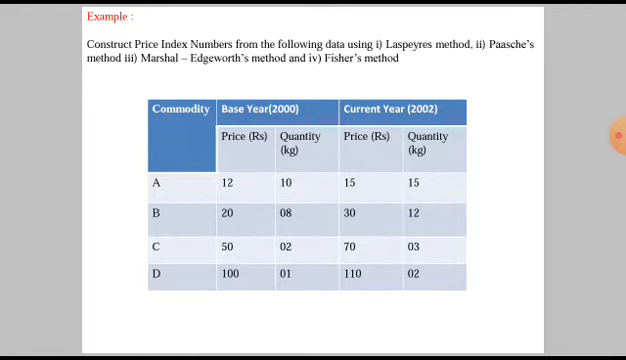 Example :
Construct Price Index Numbers from the following data using i) Laspeyres method, ii) Paasche's
method iii) Marshal – Edgeworth's method and iv) Fisher's method
Commodity Base Year(2000) Current Year (2002)
Price (Rs) Quantity (kg) Price (Rs) Quantity (kg)
A 12 10 15 15
B 20 08 30 12
C 50 02 70 03
D 100 01 110 02